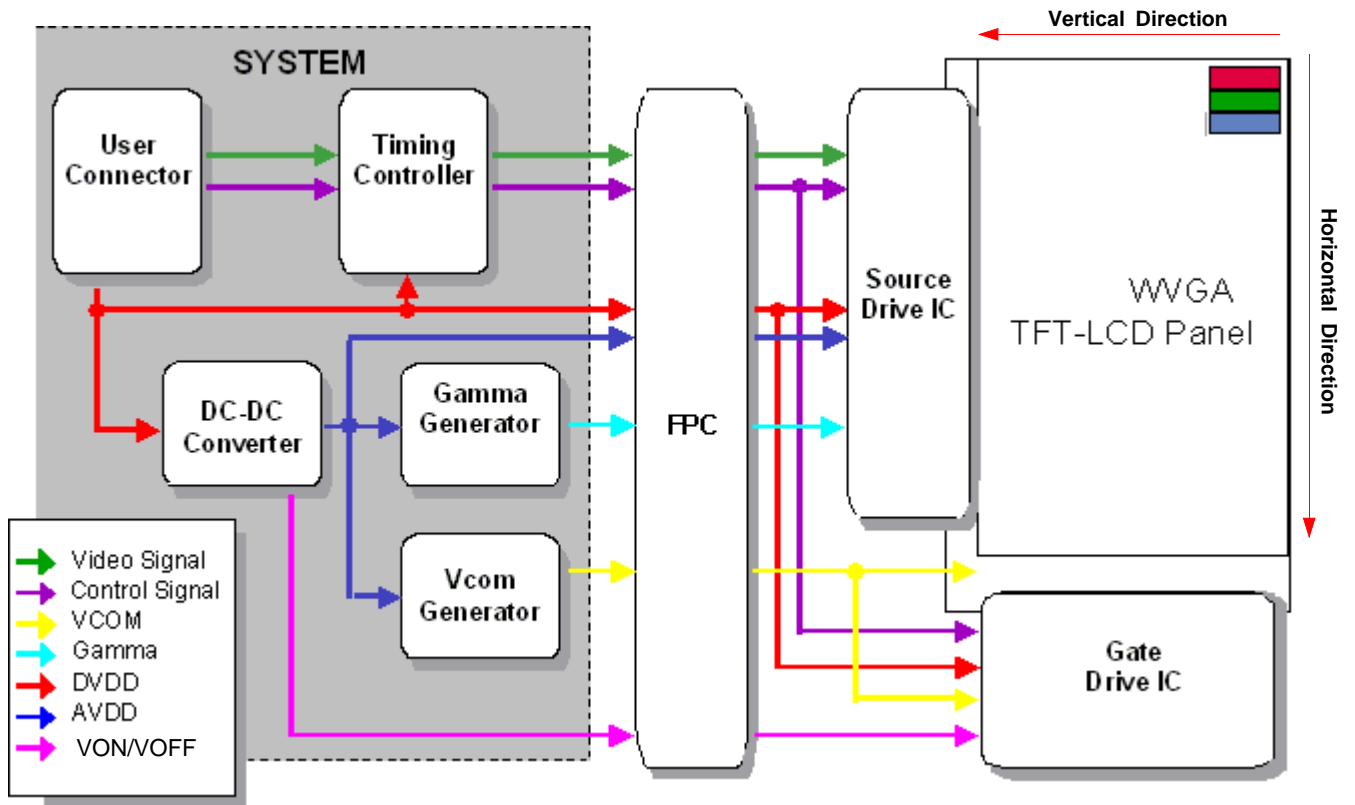 Vertical Direction
SYSTEM
User
Connector
Timing
Controller
Source
Drive IC
WVGA
TFT-LCD Panel
Horizontal Direction
DC-DC
Converter
Gamma
Generator
FPC
Vcom
Generator
Gate
Drive IC
Video Signal
Control Signal
VCOM
Gamma
DVDD
AVDD
VON/VOFF